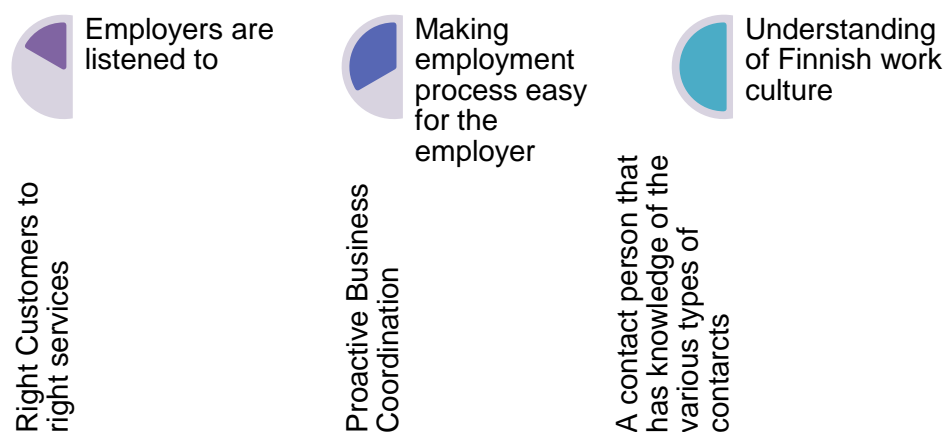 Employers are
listened to
Right Customers to
right services
Making
employment
process easy
for the
employer
Proactive Business
Coordination
Understanding
of Finnish work
culture
A contact person that
has knowledge of the
various types of
contarcts